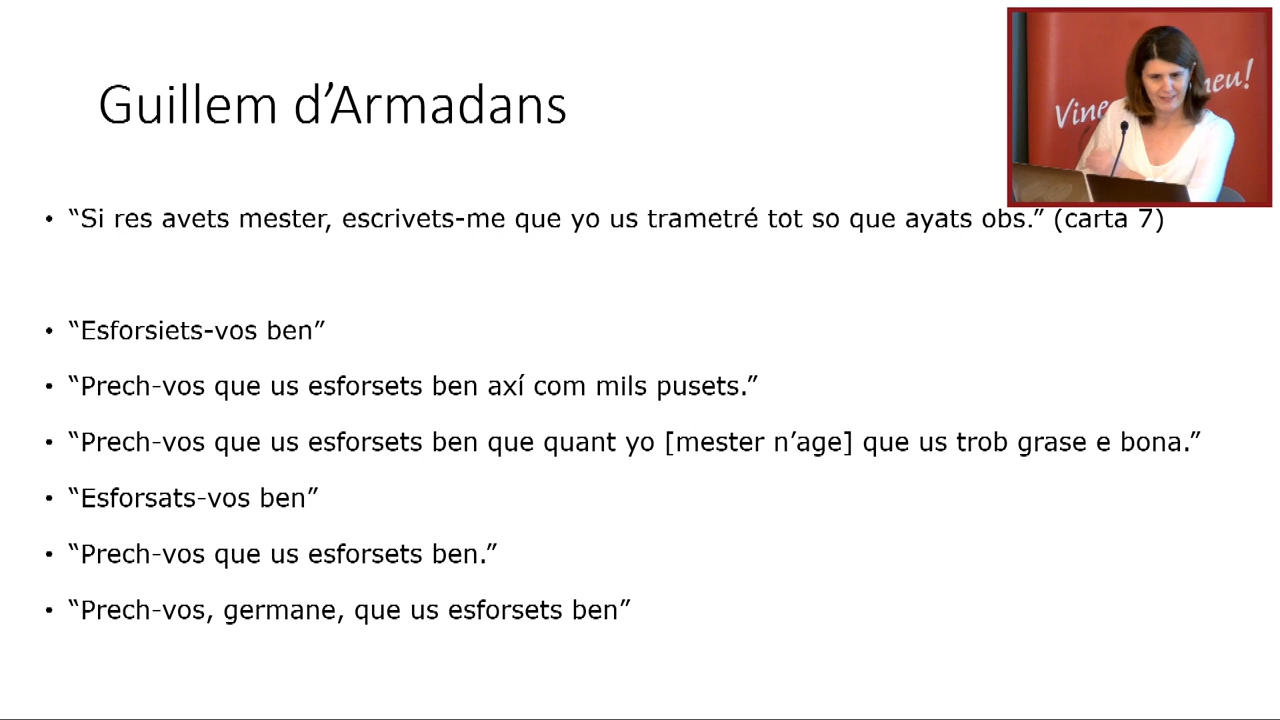 Guillem d’Armadans
Vine
neu!
• “Si res avets mester, escrivets-me que yo us trametré tot so que ayats obs.” (carta 7)
• “Esforsiets-vos ben”
• “Prech-vos que us esforsets ben axí com mils pusets.”
• “Prech-vos que us esforsets ben que quant yo [mester n’age] que us trob grase e bona.”
• “Esforsats-vos ben”
• “Prech-vos que us esforsets ben.”
• “Prech-vos, germane, que us esforsets ben”